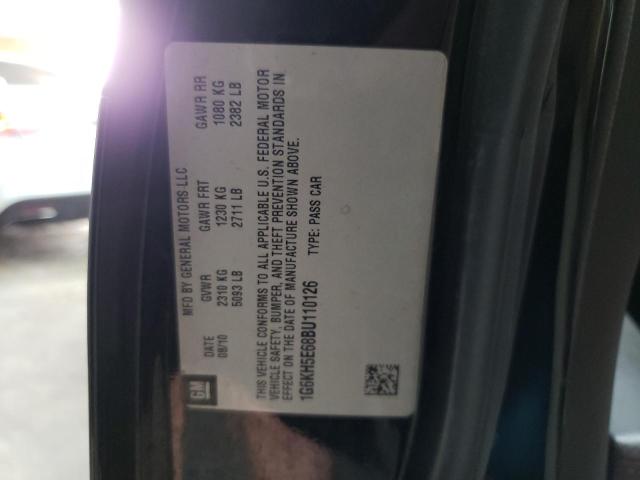 GM
MFD BY GENERAL MOTORS LLC
DATE GVWR GAWR FRT GAWR RR
08/10 2310 KG 1230 KG 1080 KG
5093 LB 2711 LB 2382 LB
THIS VEHICLE CONFORMS TO ALL APPLICABLE U.S. FEDERAL MOTOR
VEHICLE SAFETY, BUMPER, AND THEFT PREVENTION STANDARDS IN
EFFECT ON THE DATE OF MANUFACTURE SHOWN ABOVE.
1G6KH5E68BU110126 TYPE: PASS CAR